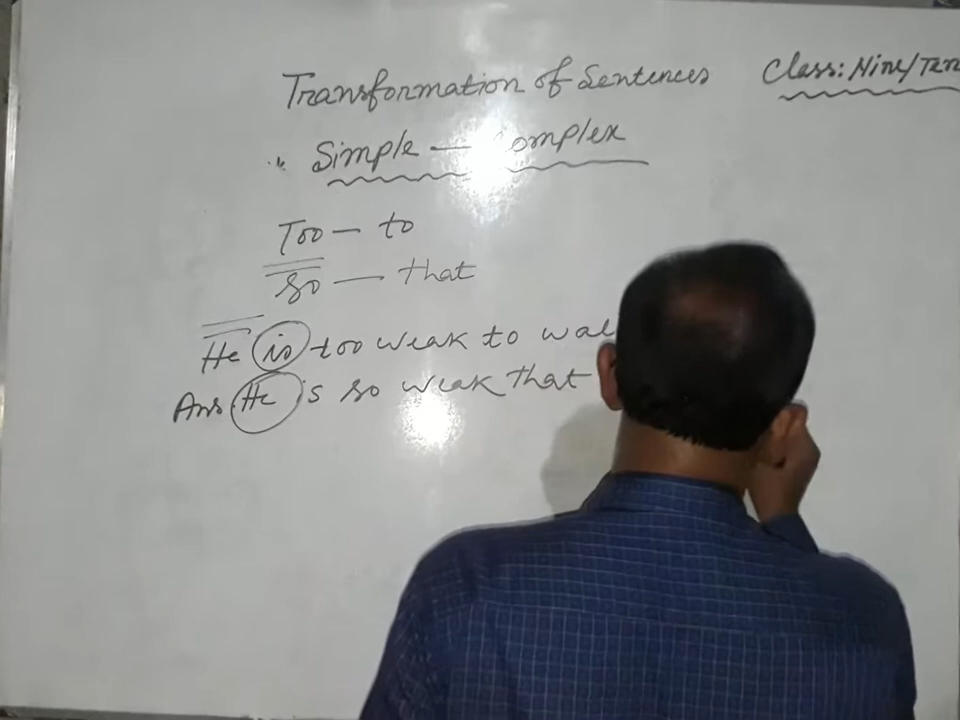 Transformation of Sentences Class: Nine/Ten
Simple — Complex
Too — to
so — that
He is too weak to wal
Ans. He is so weak that